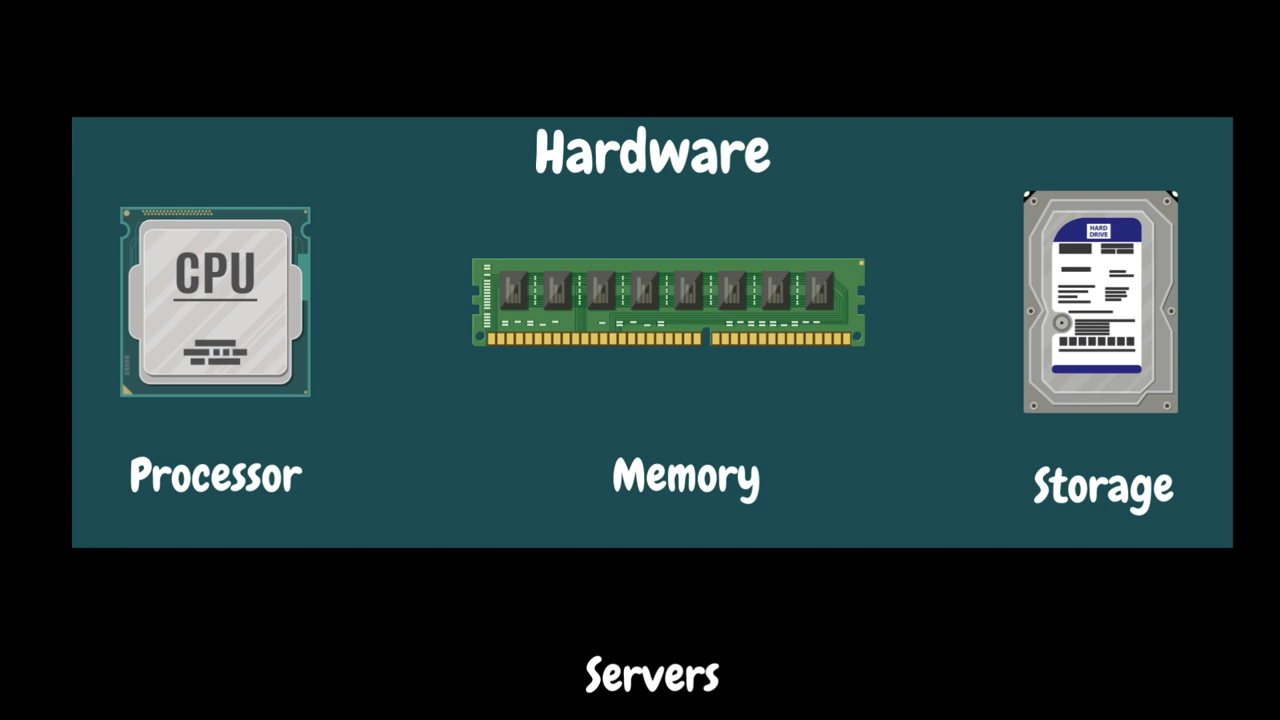 Hardware
CPU
HARD
DRIVE
Processor
Memory
Storage
Servers